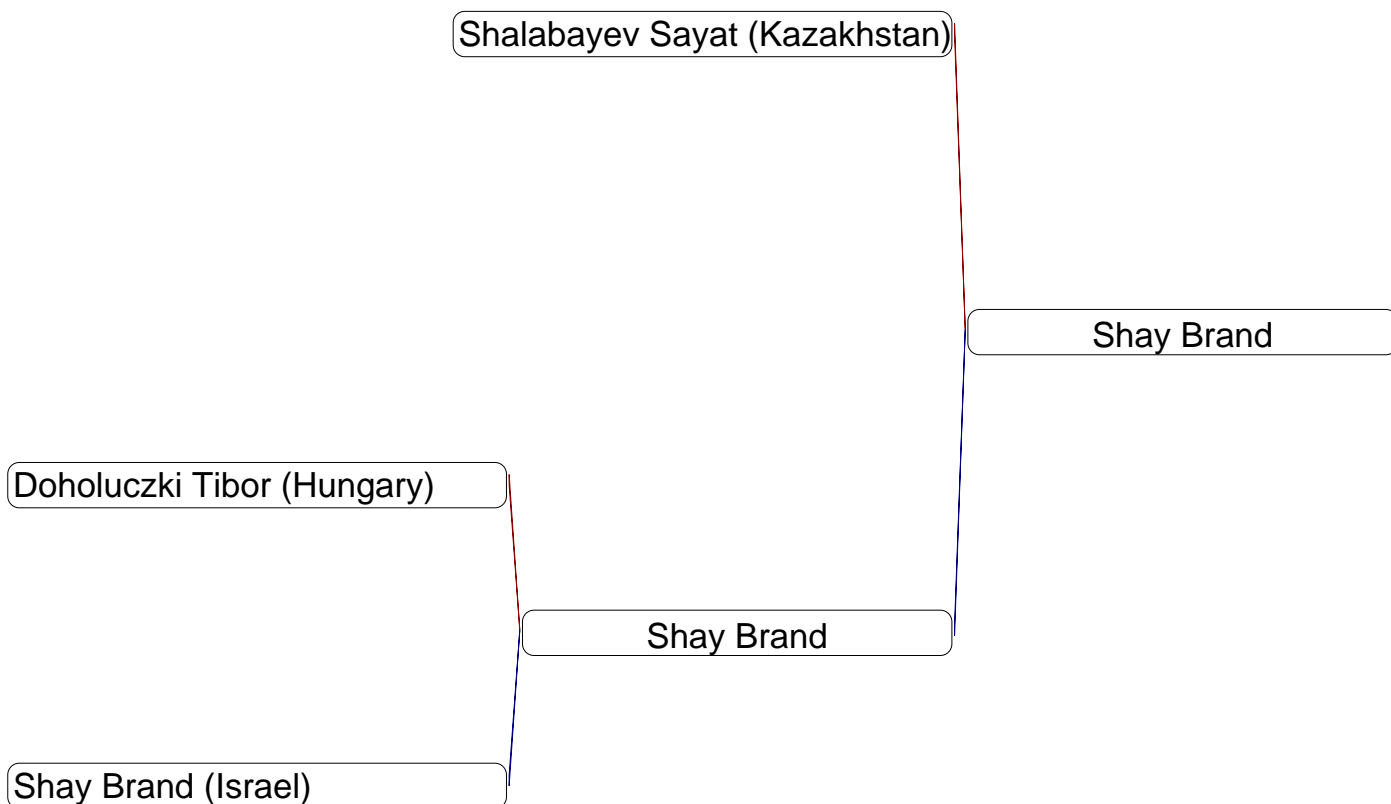 Shalabayev Sayat (Kazakhstan)
Shay Brand
Doholuczki Tibor (Hungary)
Shay Brand
Shay Brand (Israel)